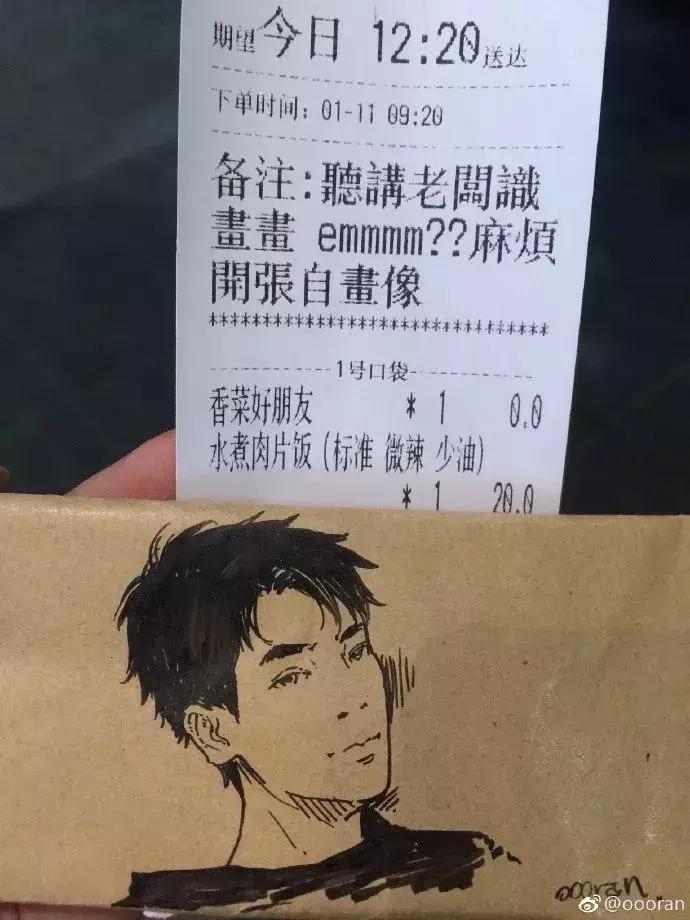 期望今日 12:20送达
下单时间：01-11 09:20
备注:聽講老闆識
畫畫 emmmm??麻煩
開張自畫像
*************************************
1号口袋
香菜好朋友 * 1 0.0
水煮肉片饭(标准 微辣 少油)
* 1 20.0
oooran
@oooran